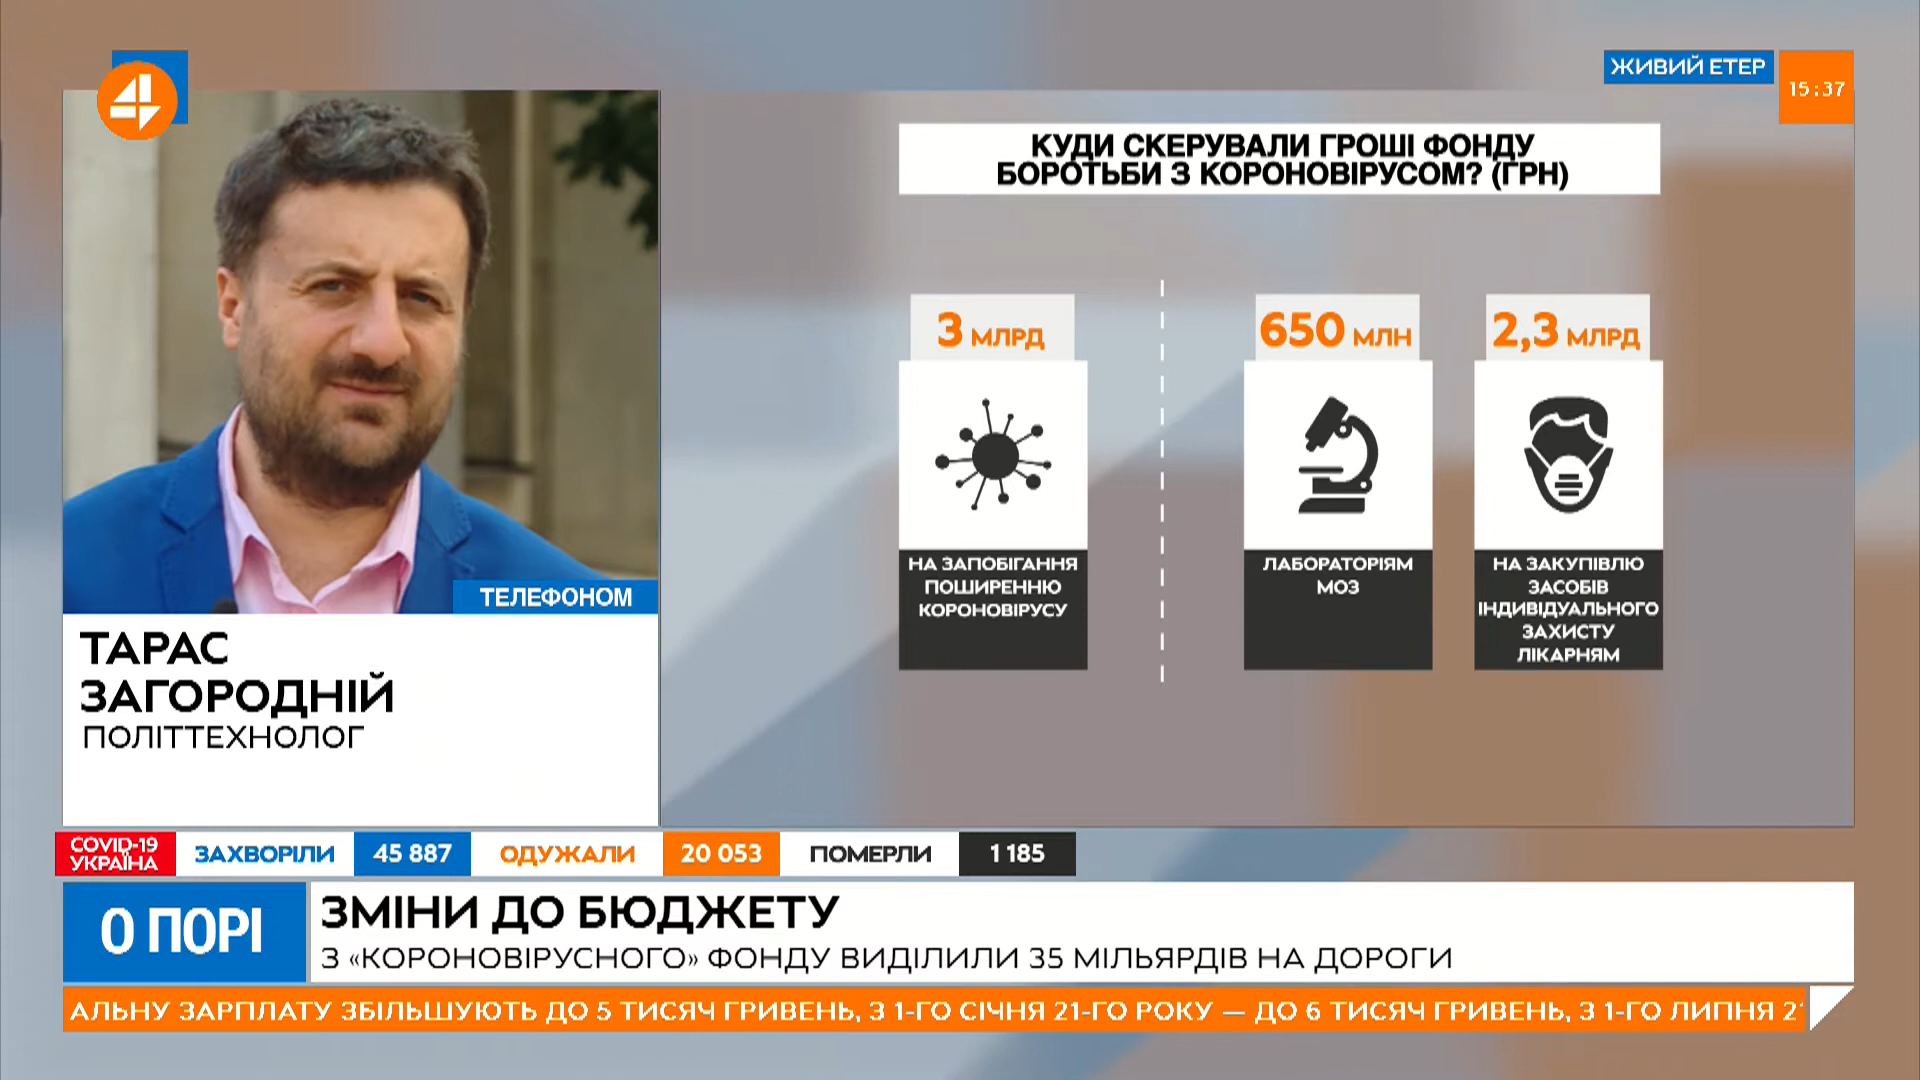 4
ЖИВИЙ ЕТЕР
15:37
КУДИ СКЕРУВАЛИ ГРОШІ ФОНДУ
БОРОТЬБИ З КОРОНОВІРУСОМ? (ГРН)
3 МЛРД
650 МЛН
2,3 МЛРД
НА ЗАПОБІГАННЯ
ПОШИРЕННЮ
КОРОНОВІРУСУ
ЛАБОРАТОРІЯМ
МОЗ
НА ЗАКУПІВЛЮ
ЗАСОБІВ
ІНДИВІДУАЛЬНОГО
ЗАХИСТУ
ЛІКАРНЯМ
ТЕЛЕФОНОМ
ТАРАС
ЗАГОРОДНІЙ
ПОЛІТТЕХНОЛОГ
COVID-19
УКРАЇНА
ЗАХВОРІЛИ 45 887 ОДУЖАЛИ 20 053 ПОМЕРЛИ 1 185
О ПОРІ
ЗМІНИ ДО БЮДЖЕТУ
З «КОРОНОВІРУСНОГО» ФОНДУ ВИДІЛИЛИ 35 МІЛЬЯРДІВ НА ДОРОГИ
АЛЬНУ ЗАРПЛАТУ ЗБІЛЬШУЮТЬ ДО 5 ТИСЯЧ ГРИВЕНЬ, З 1-ГО СІЧНЯ 21-ГО РОКУ — ДО 6 ТИСЯЧ ГРИВЕНЬ, З 1-ГО ЛИПНЯ 2